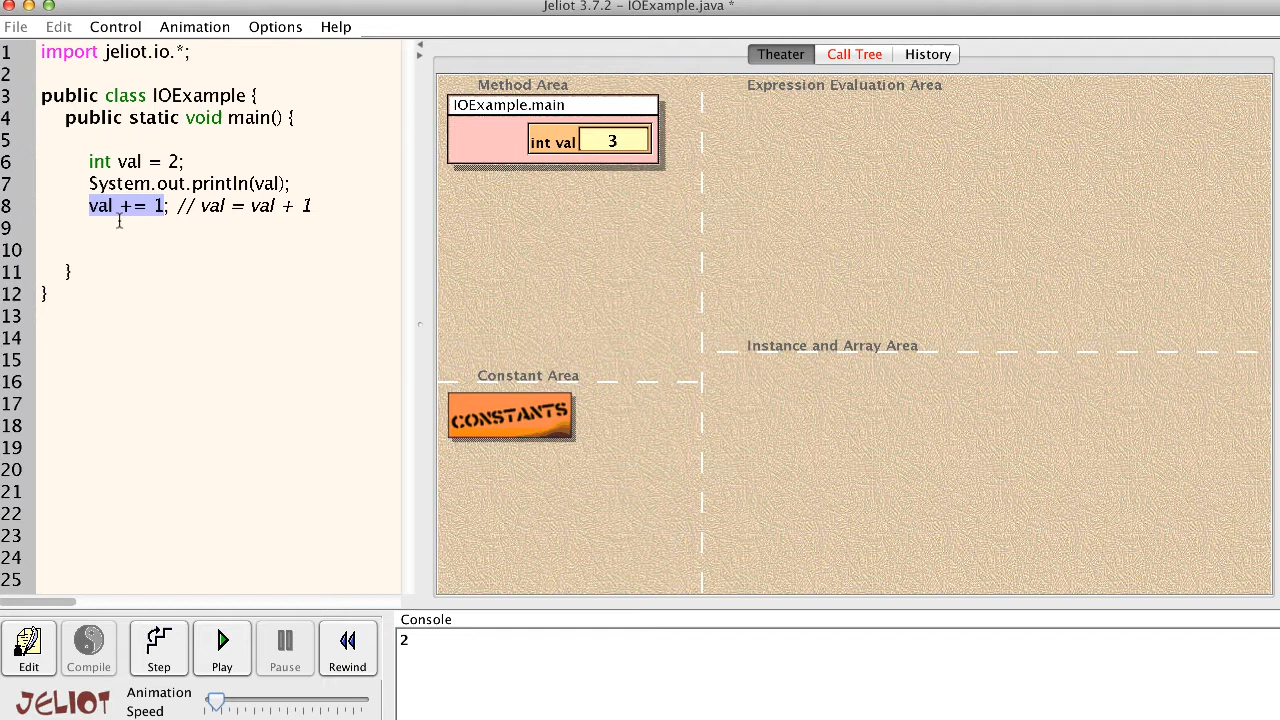 Jeliot 3.7.2 - IOExample.java *
File Edit Control Animation Options Help
1 import jeliot.io.*;
2
3 public class IOExample {
4 public static void main() {
5
6 int val = 2;
7 System.out.println(val);
8 val += 1; // val = val + 1
9
10
11 }
12 }
13
14
15
16
17
18
19
20
21
22
23
24
25
Theater Call Tree History
Method Area
IOExample.main
int val 3
Expression Evaluation Area
Instance and Array Area
Constant Area
CONSTANTS
Edit Compile Step Play Pause Rewind
JELIOT
Animation
Speed
Console
2